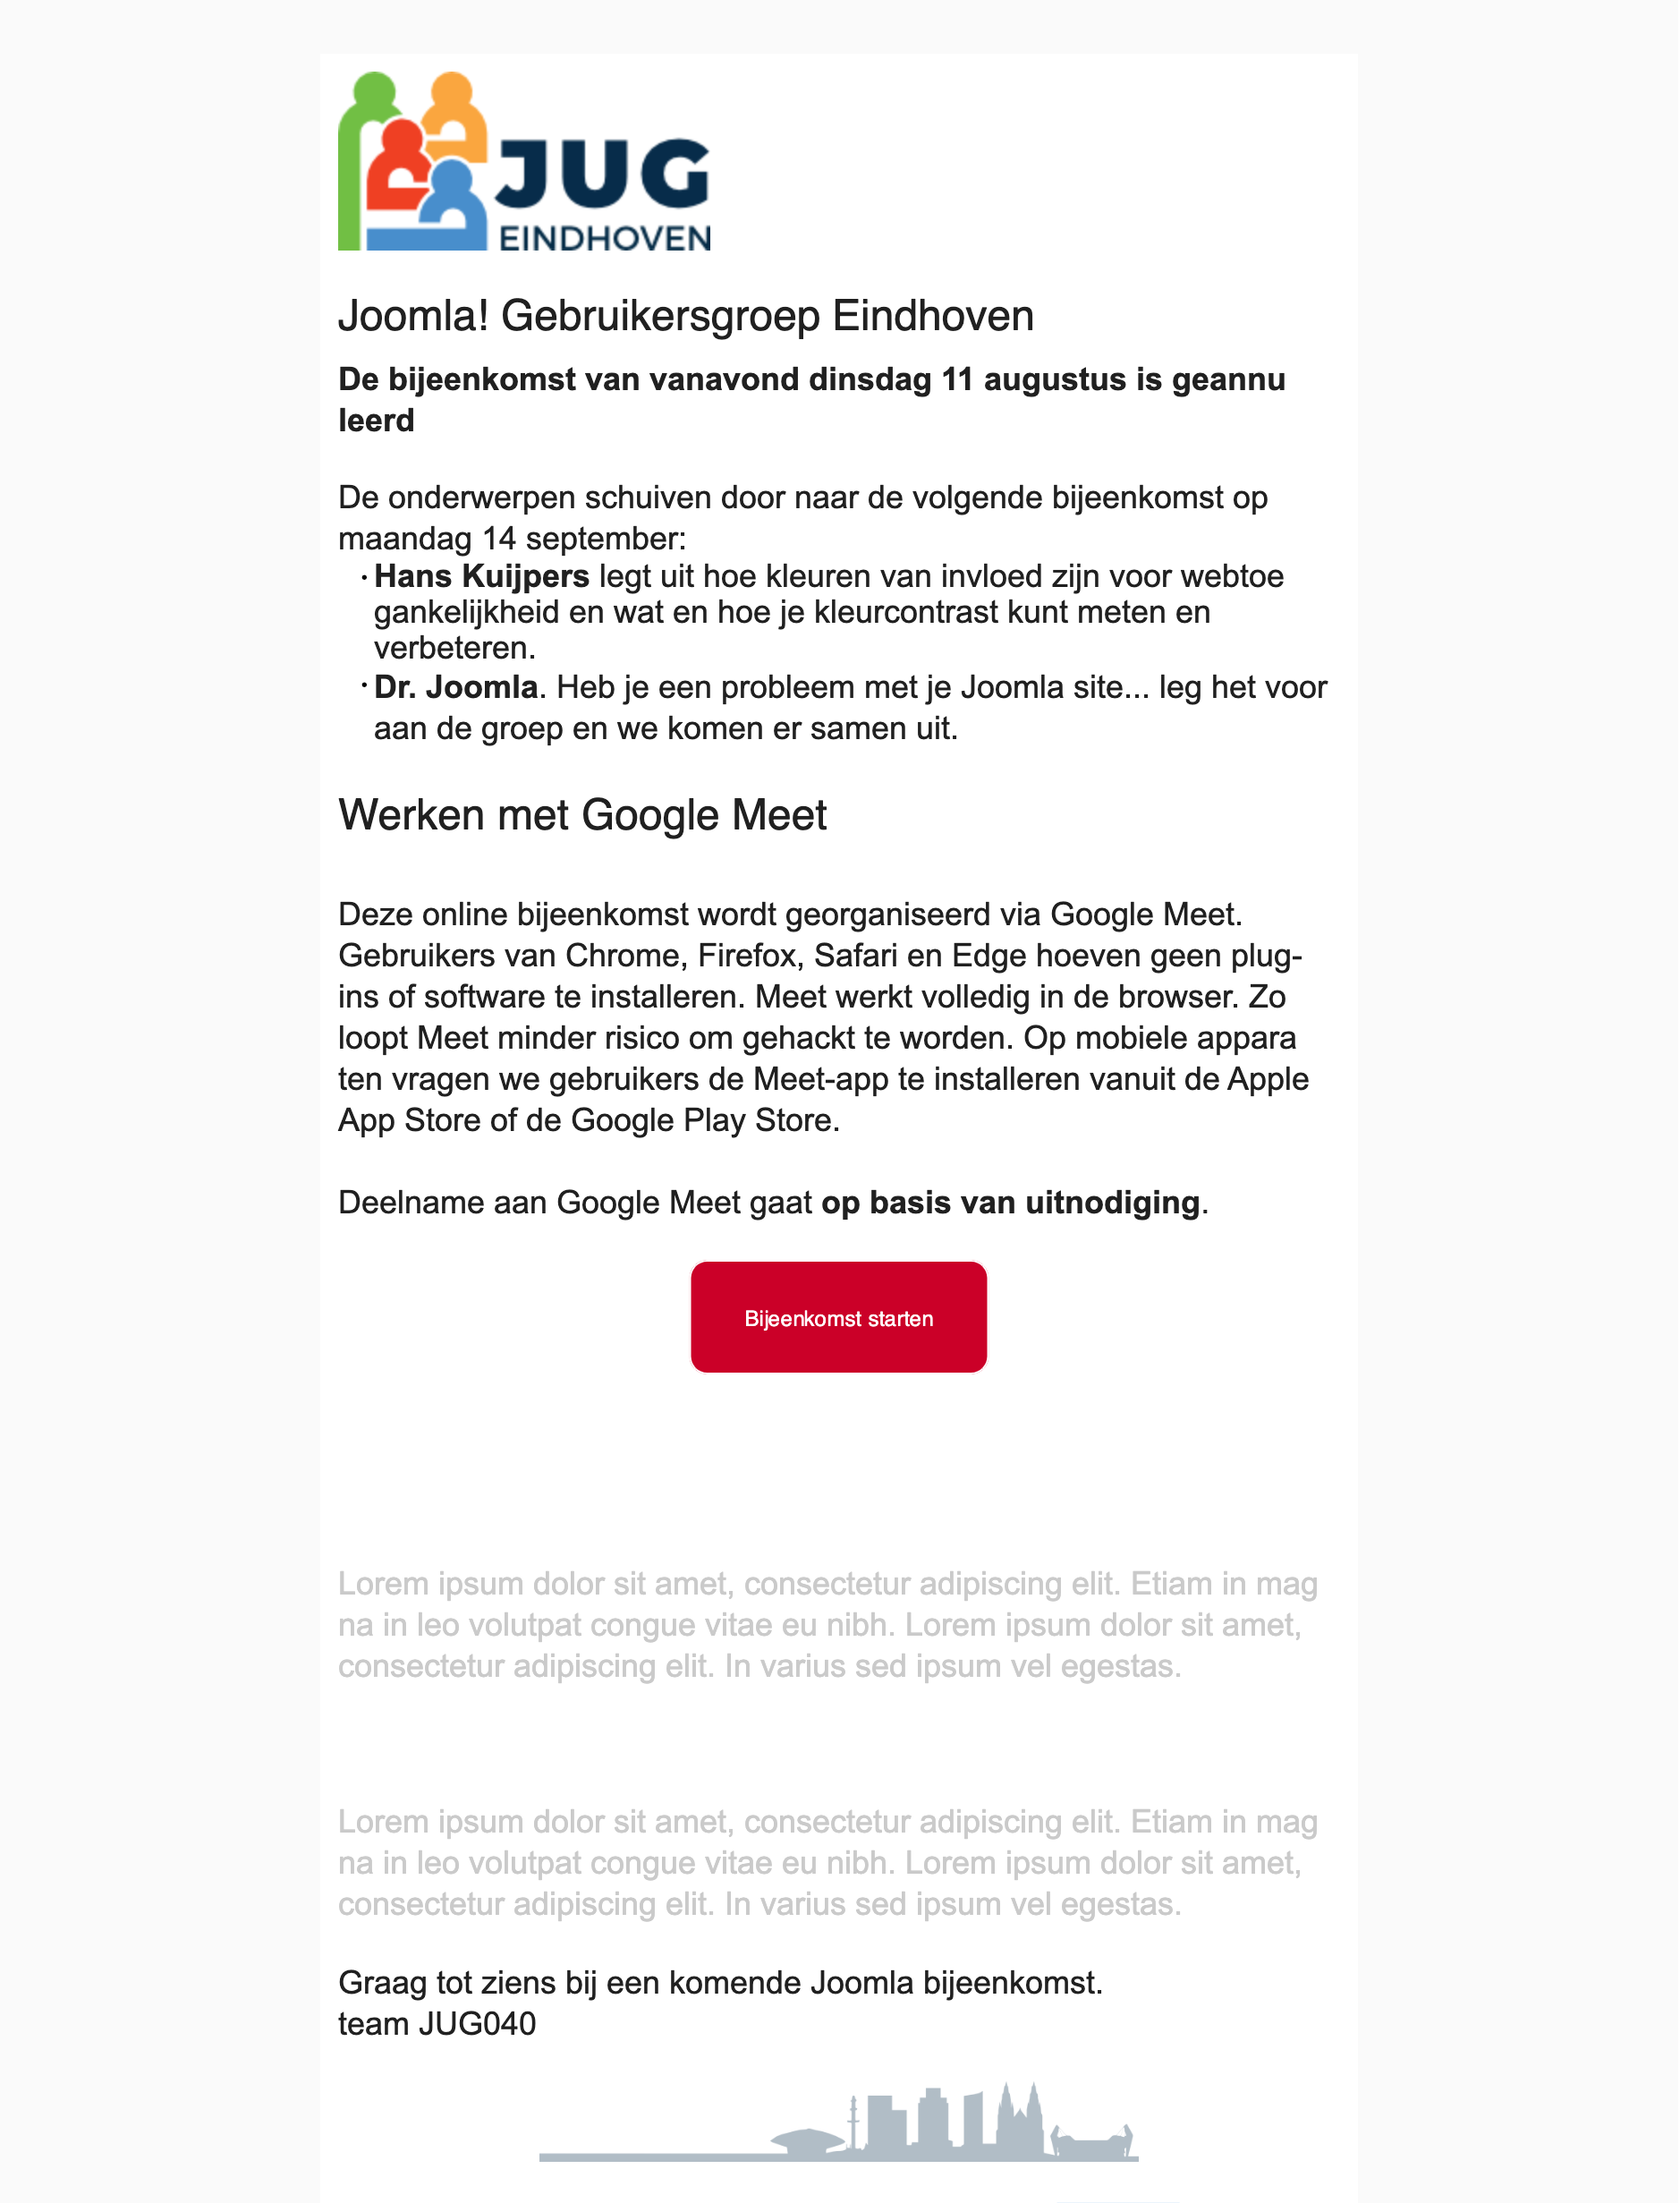 JUG
EINDHOVEN
Joomla! Gebruikersgroep Eindhoven
De bijeenkomst van vanavond dinsdag 11 augustus is geannu
leerd
De onderwerpen schuiven door naar de volgende bijeenkomst op
maandag 14 september:
· Hans Kuijpers legt uit hoe kleuren van invloed zijn voor webtoe
gankelijkheid en wat en hoe je kleurcontrast kunt meten en
verbeteren.
· Dr. Joomla. Heb je een probleem met je Joomla site... leg het voor
aan de groep en we komen er samen uit.
Werken met Google Meet
Deze online bijeenkomst wordt georganiseerd via Google Meet.
Gebruikers van Chrome, Firefox, Safari en Edge hoeven geen plug-
ins of software te installeren. Meet werkt volledig in de browser. Zo
loopt Meet minder risico om gehackt te worden. Op mobiele appara
ten vragen we gebruikers de Meet-app te installeren vanuit de Apple
App Store of de Google Play Store.
Deelname aan Google Meet gaat op basis van uitnodiging.
Bijeenkomst starten
Lorem ipsum dolor sit amet, consectetur adipiscing elit. Etiam in mag
na in leo volutpat congue vitae eu nibh. Lorem ipsum dolor sit amet,
consectetur adipiscing elit. In varius sed ipsum vel egestas.
Lorem ipsum dolor sit amet, consectetur adipiscing elit. Etiam in mag
na in leo volutpat congue vitae eu nibh. Lorem ipsum dolor sit amet,
consectetur adipiscing elit. In varius sed ipsum vel egestas.
Graag tot ziens bij een komende Joomla bijeenkomst.
team JUG040